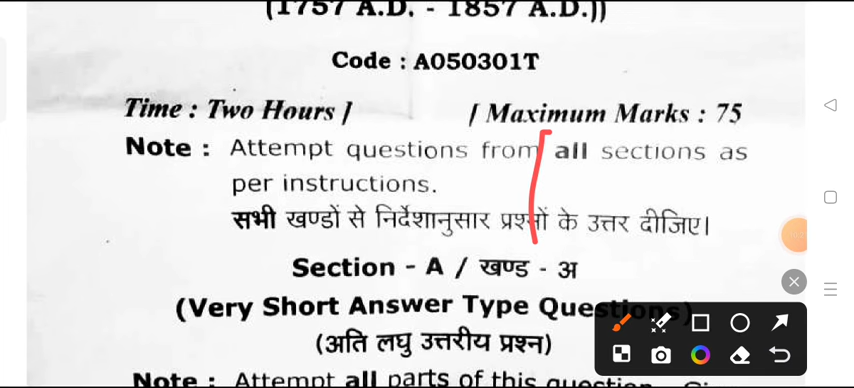 (1757 A.D. - 1857 A.D.))
Code : A050301T
Time : Two Hours ] [ Maximum Marks : 75
Note : Attempt questions from all sections as
per instructions.
सभी खण्डों से निर्देशानुसार प्रश्नों के उत्तर दीजिए।
Section - A / खण्ड - अ
(Very Short Answer Type Questions)
(अति लघु उत्तरीय प्रश्न)
Note : Attempt all parts of this question.